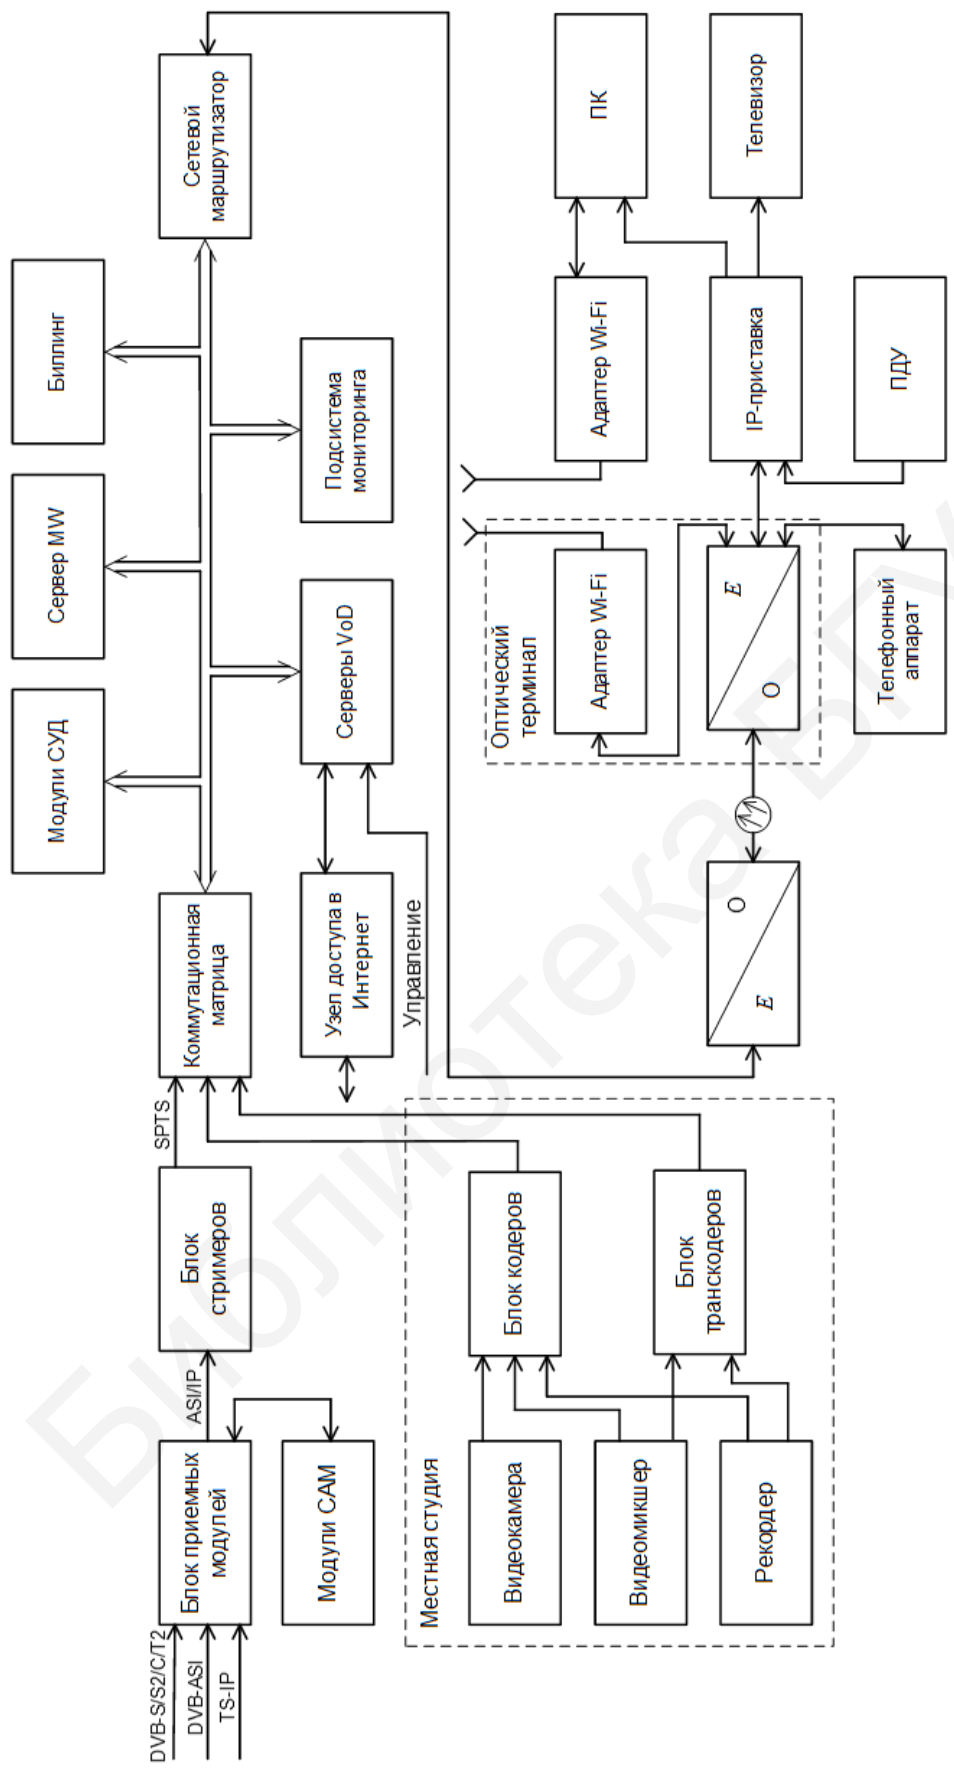 DVB-S/S2/C/T2
DVB-ASI
TS-IP
Блок приемных
модулей
Модули CAM
ASI/IP
Блок
стримеров
SPTS
Коммутационная
матрица
Модули СУД
Сервер MW
Биллинг
Сетевой
маршрутизатор
Узел доступа в
Интернет
Серверы VoD
Подсистема
мониторинга
Управление
Местная студия
Видеокамера
Видеомикшер
Рекордер
Блок кодеров
Блок
транскодеров
E
O
Оптический
терминал
Адаптер Wi-Fi
O
E
Телефонный
аппарат
Адаптер Wi-Fi
IP-приставка
ПДУ
ПК
Телевизор
Библиотека БГУ